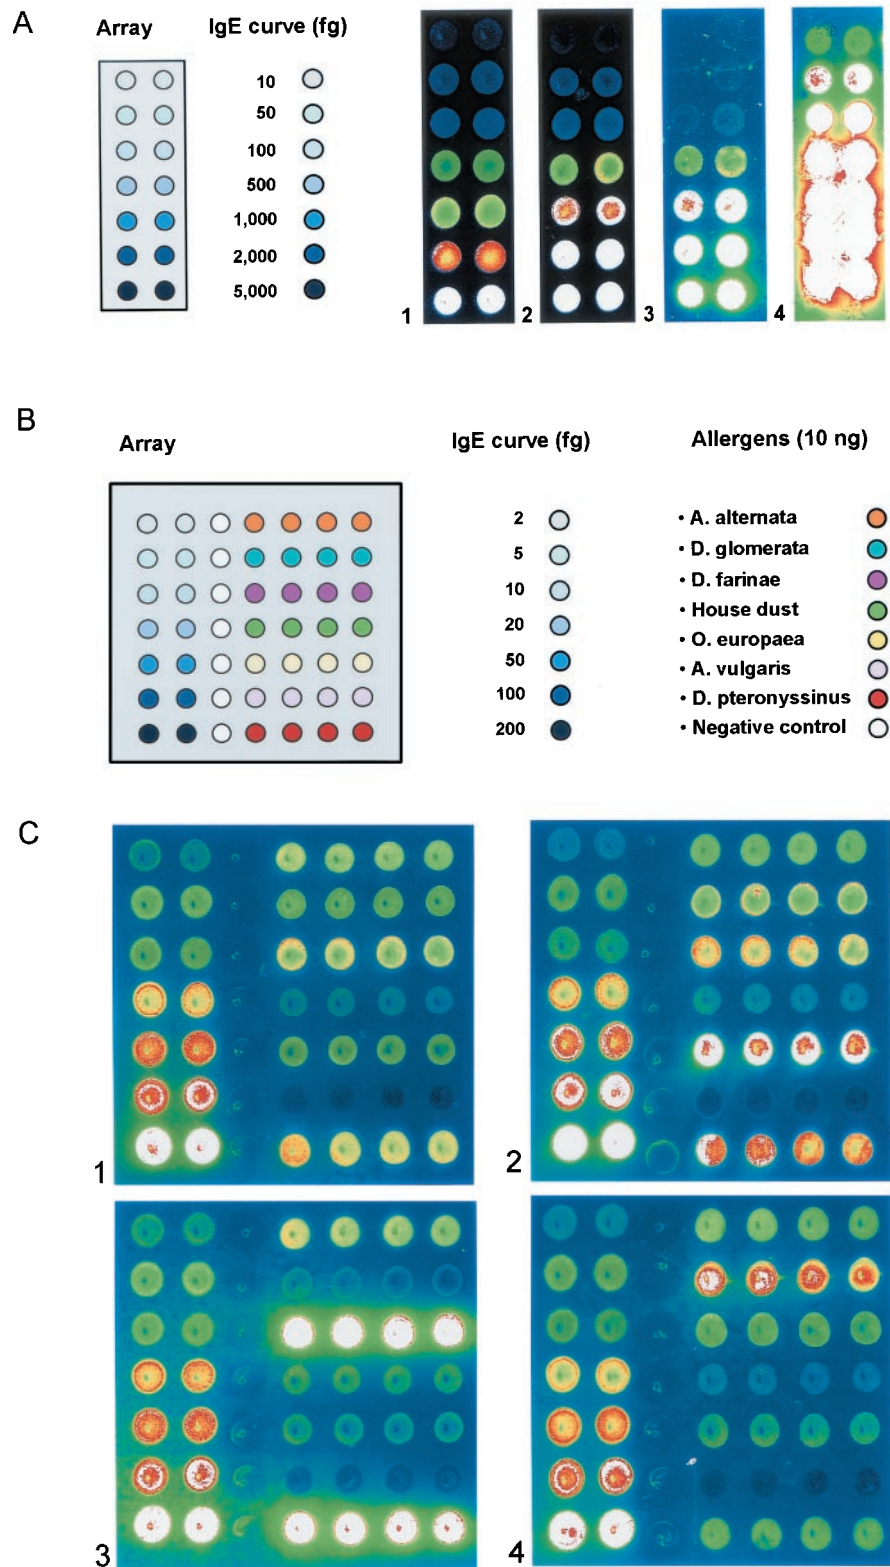 A
Array
IgE curve (fg)
10
50
100
500
1,000
2,000
5,000
1
2
3
4
B
Array
IgE curve (fg)
Allergens (10 ng)
2
5
10
20
50
100
200
• A. alternata
• D. glomerata
• D. farinae
• House dust
• O. europaea
• A. vulgaris
• D. pteronyssinus
• Negative control
C
1
2
3
4